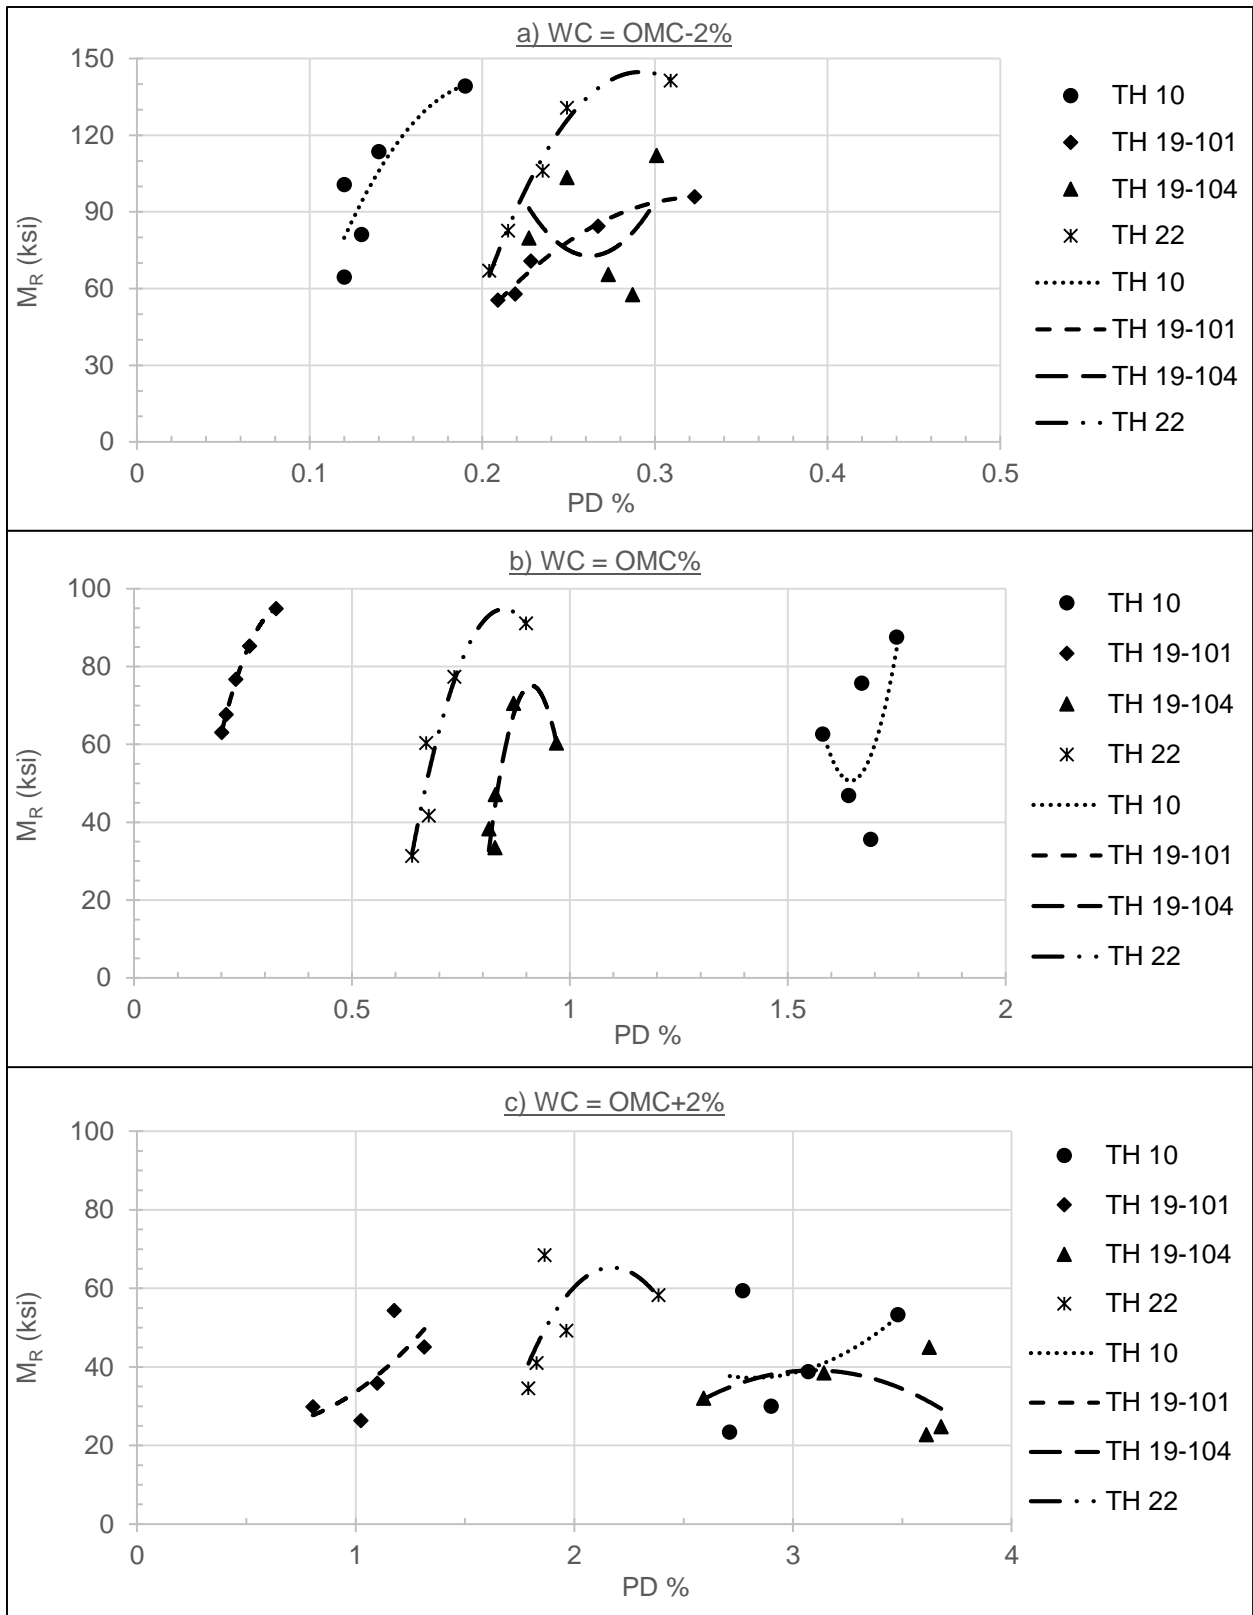 a) WC = OMC-2%
150
120
90
60
30
0
M_R (ksi)
0 0.1 0.2 0.3 0.4 0.5
PD %
TH 10
TH 19-101
TH 19-104
TH 22
TH 10
TH 19-101
TH 19-104
TH 22
b) WC = OMC%
100
80
60
40
20
0
M_R (ksi)
0 0.5 1 1.5 2
PD %
TH 10
TH 19-101
TH 19-104
TH 22
TH 10
TH 19-101
TH 19-104
TH 22
c) WC = OMC+2%
100
80
60
40
20
0
M_R (ksi)
0 1 2 3 4
PD %
TH 10
TH 19-101
TH 19-104
TH 22
TH 10
TH 19-101
TH 19-104
TH 22